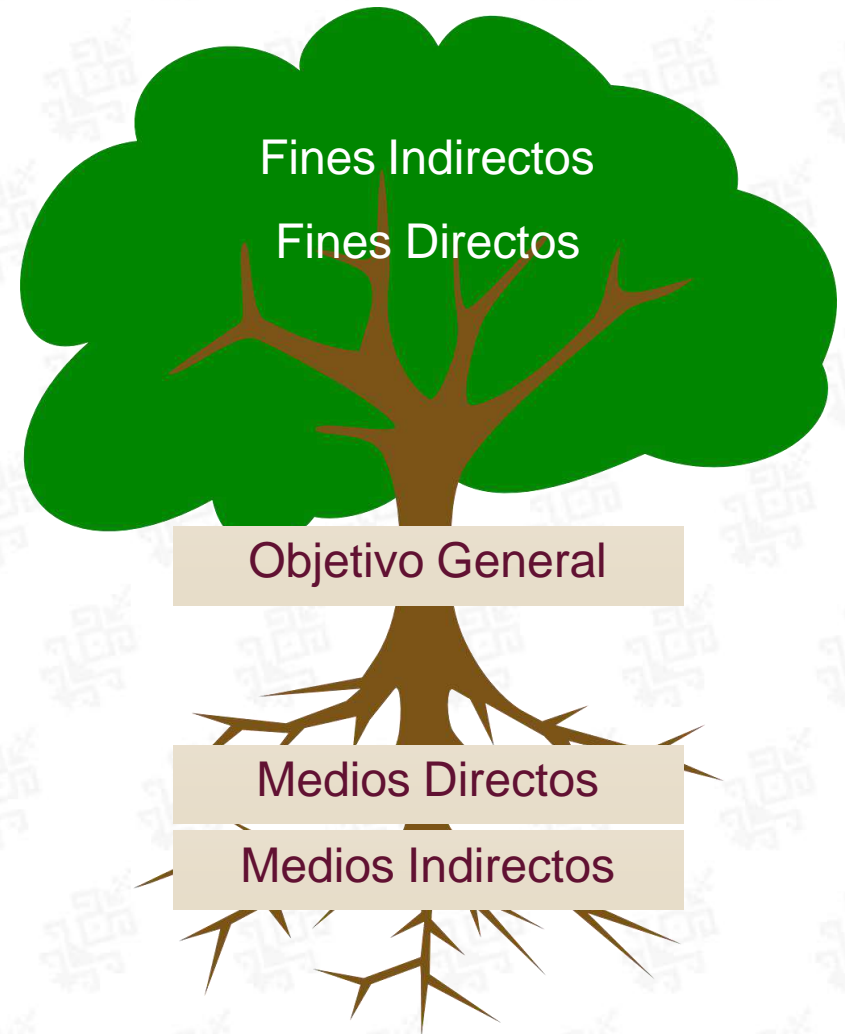 Fines Indirectos
Fines Directos
Objetivo General
Medios Directos
Medios Indirectos